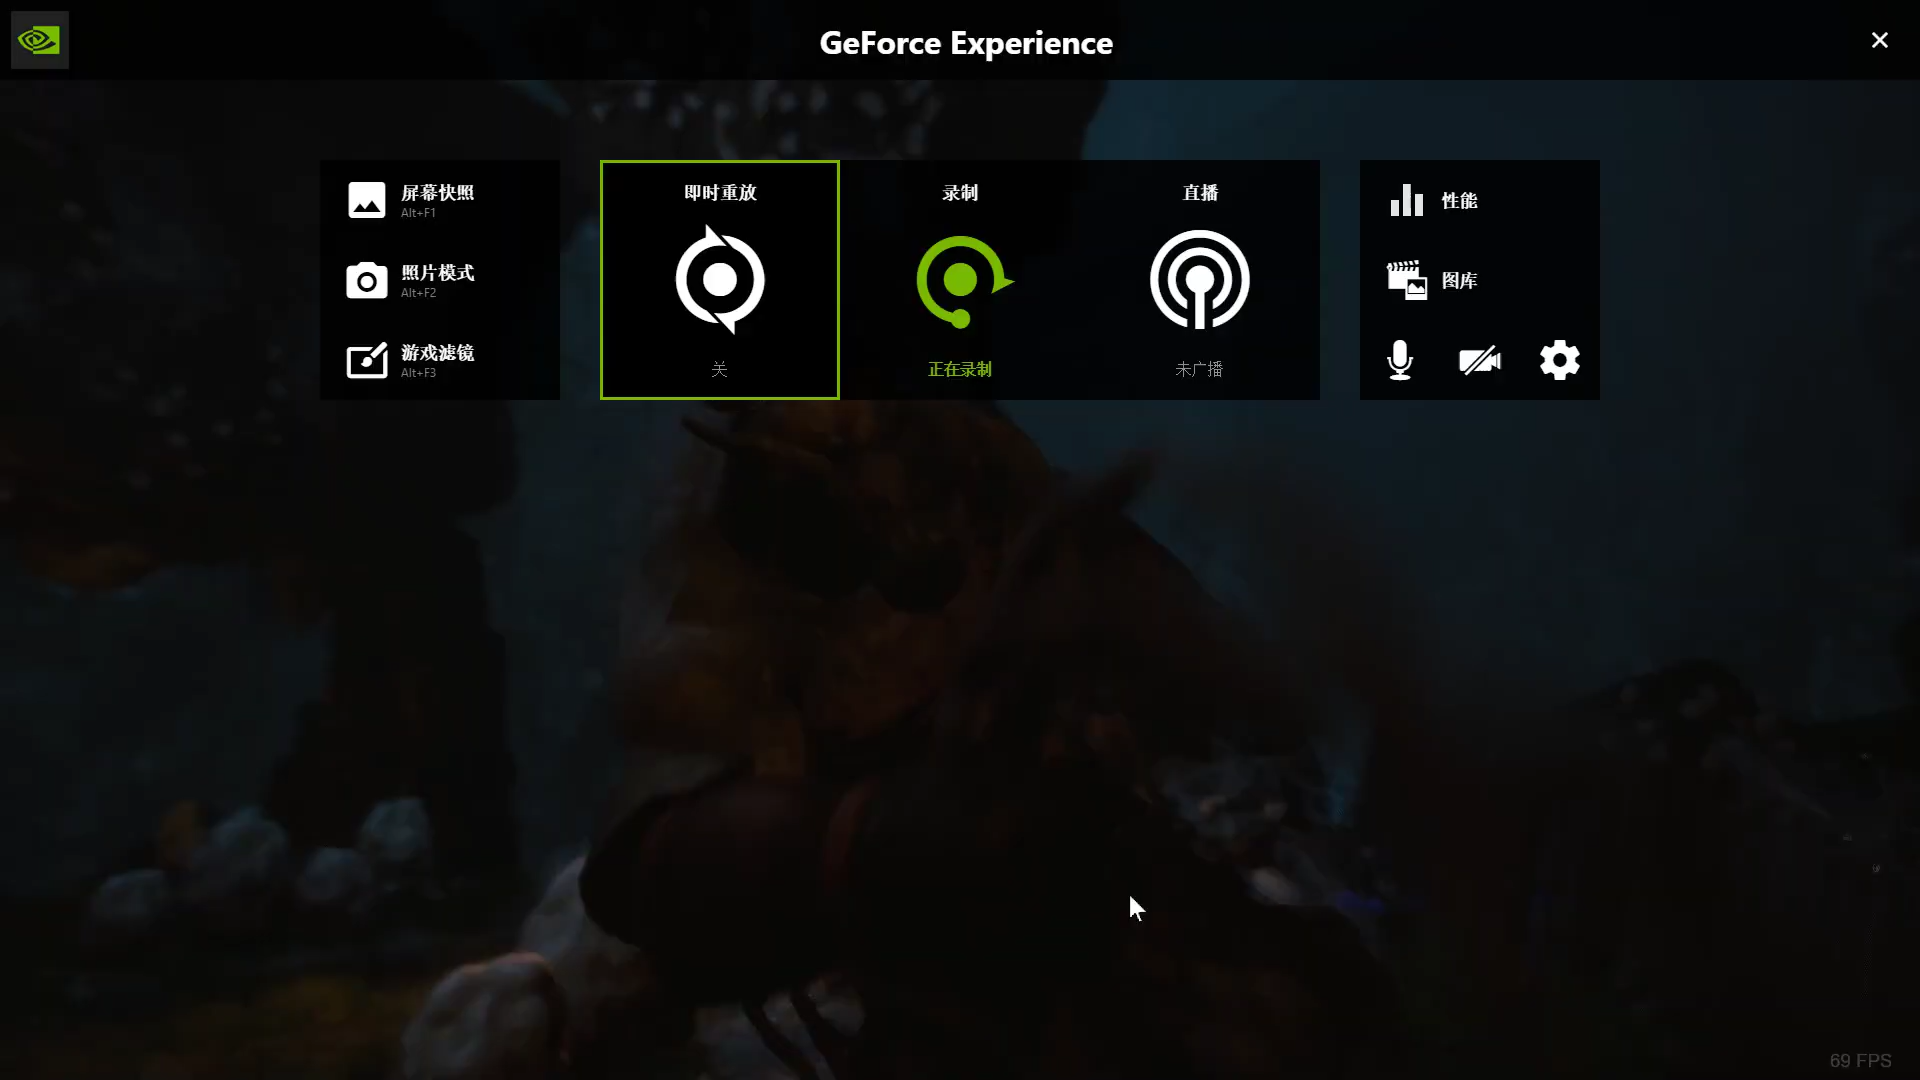 GeForce Experience
屏幕快照
Alt+F1
照片模式
Alt+F2
游戏滤镜
Alt+F3
即时重放
关
录制
正在录制
直播
未广播
性能
图库
69 FPS